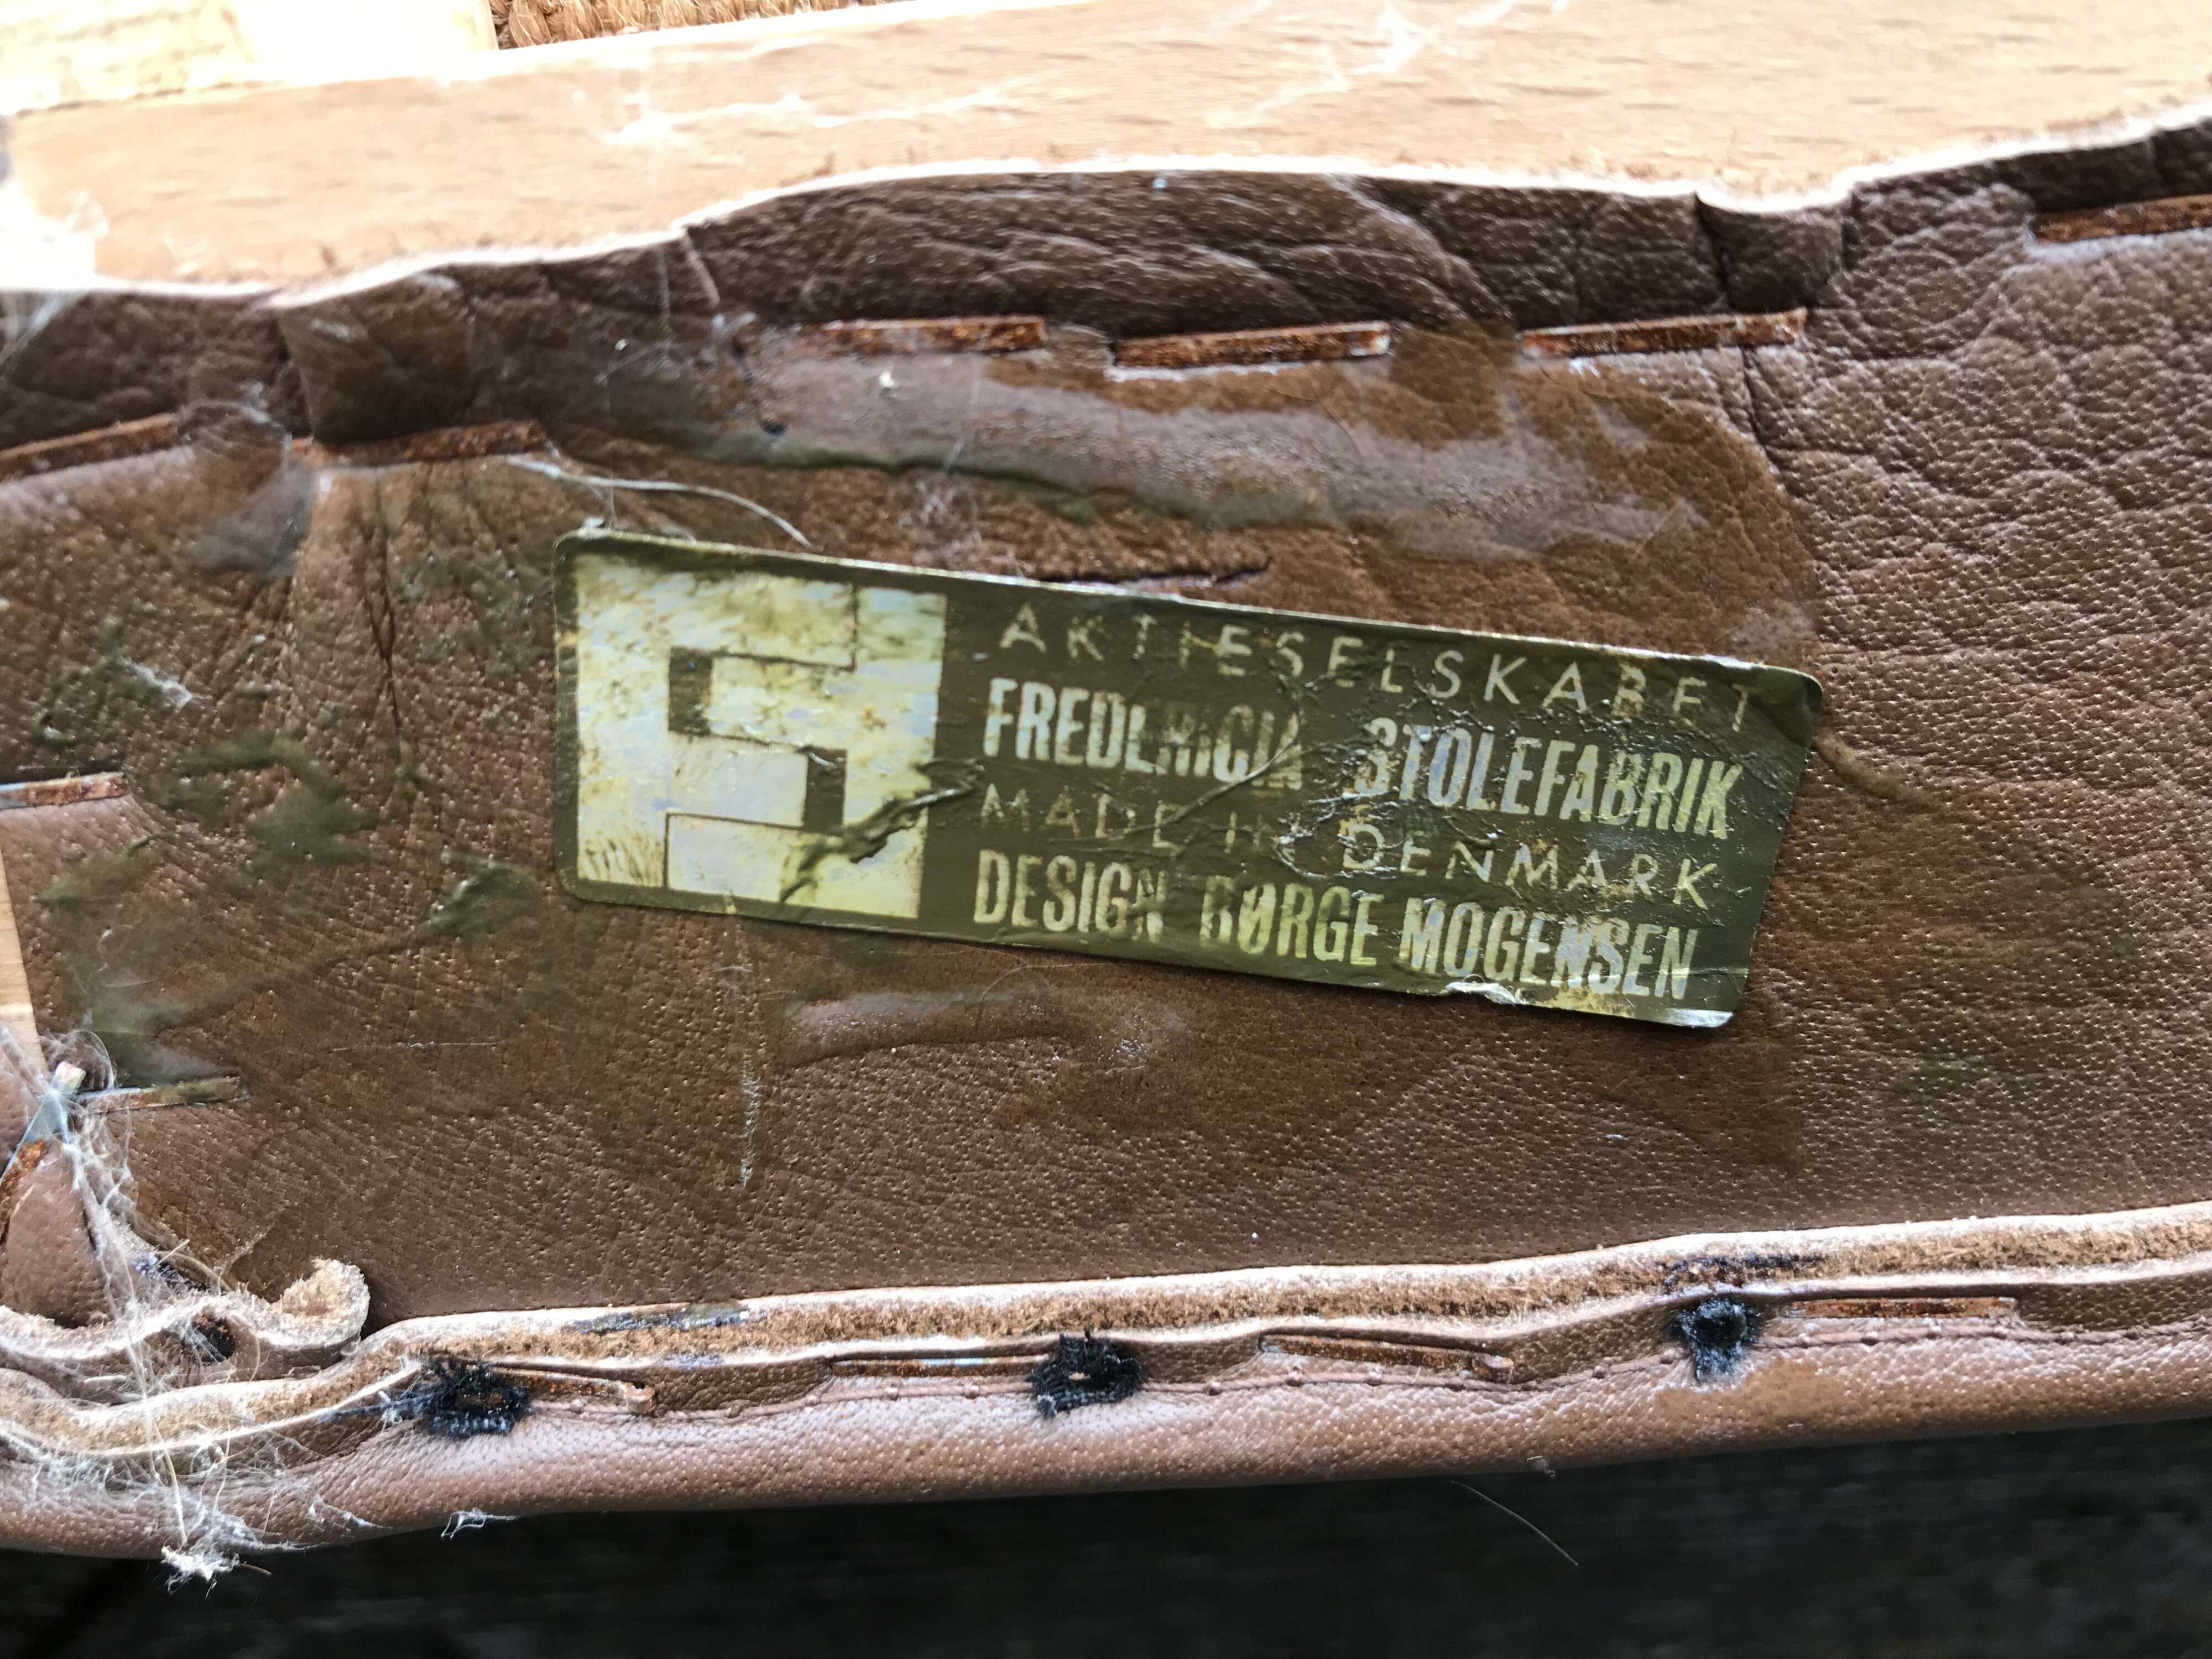 AKTIESELSKABET
FREDERICIA STOLEFABRIK
MADE IN DENMARK
DESIGN BØRGE MOGENSEN